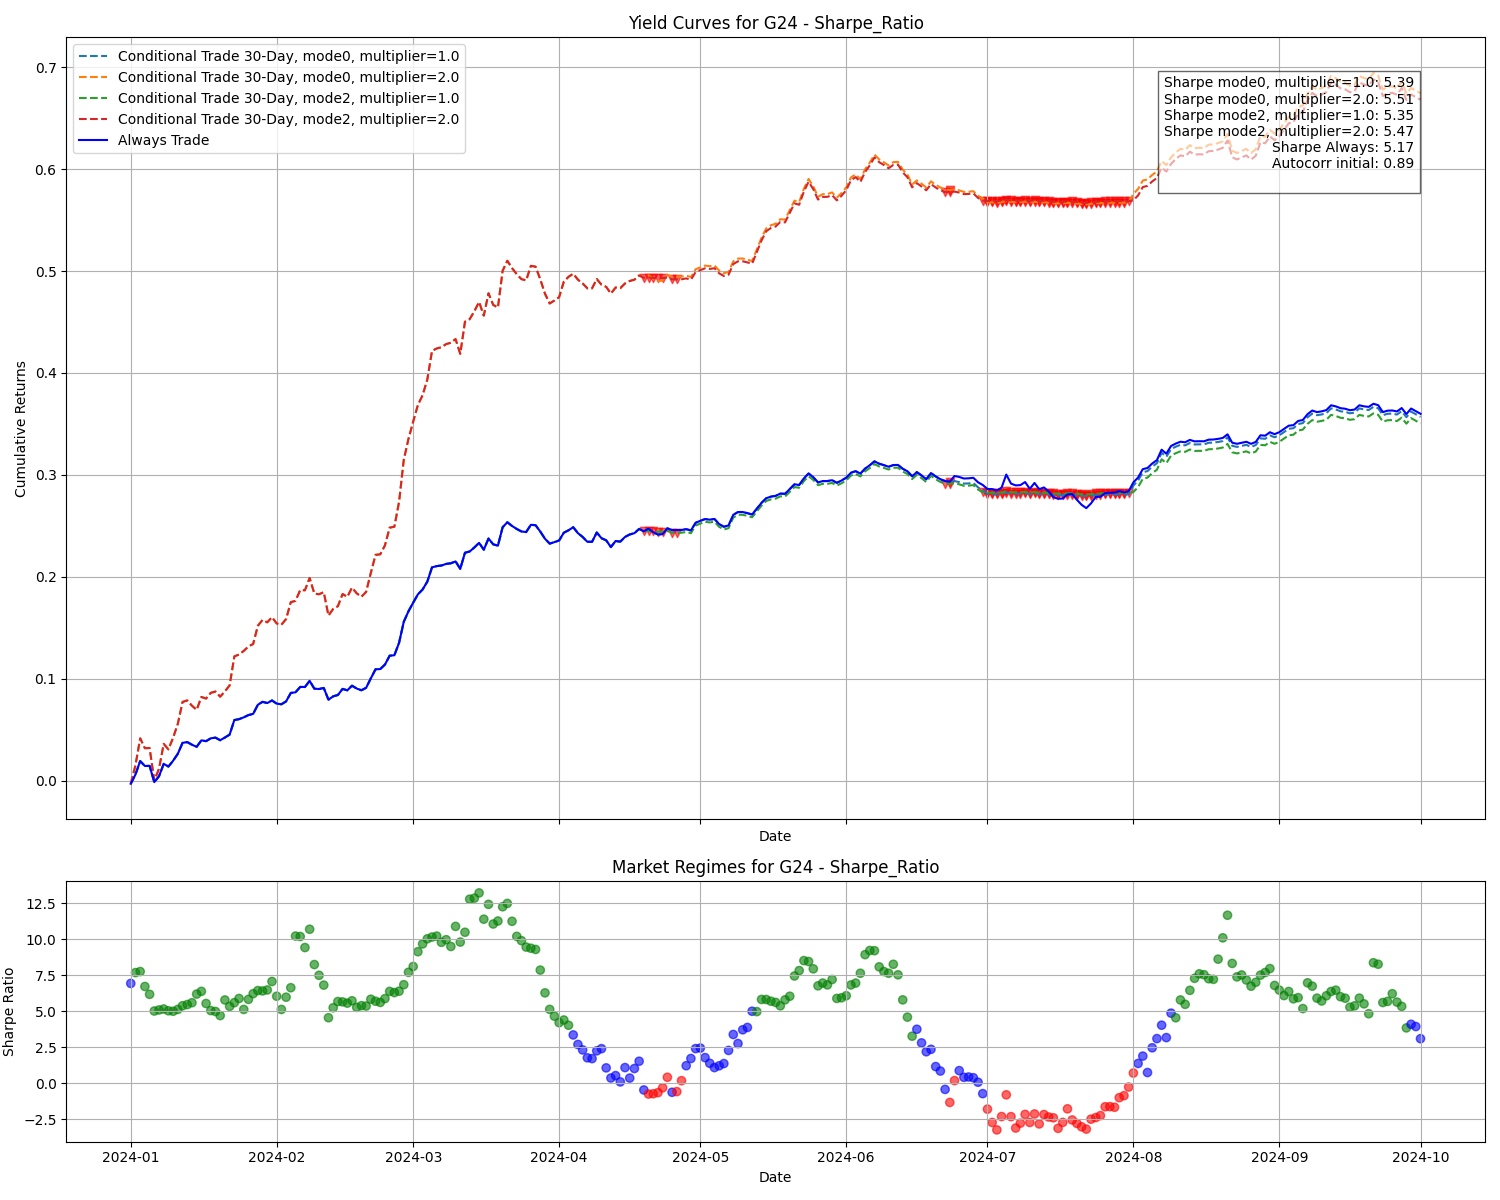 Yield Curves for G24 - Sharpe_Ratio
Conditional Trade 30-Day, mode0, multiplier=1.0
Conditional Trade 30-Day, mode0, multiplier=2.0
Conditional Trade 30-Day, mode2, multiplier=1.0
Conditional Trade 30-Day, mode2, multiplier=2.0
Always Trade
Sharpe mode0, multiplier=1.0: 5.39
Sharpe mode0, multiplier=2.0: 5.51
Sharpe mode2, multiplier=1.0: 5.35
Sharpe mode2, multiplier=2.0: 5.47
Sharpe Always: 5.17
Autocorr initial: 0.89
0.7
0.6
0.5
0.4
0.3
0.2
0.1
0.0
Cumulative Returns
Date
Market Regimes for G24 - Sharpe_Ratio
12.5
10.0
7.5
5.0
2.5
0.0
−2.5
Sharpe Ratio
2024-01
2024-02
2024-03
2024-04
2024-05
2024-06
2024-07
2024-08
2024-09
2024-10
Date